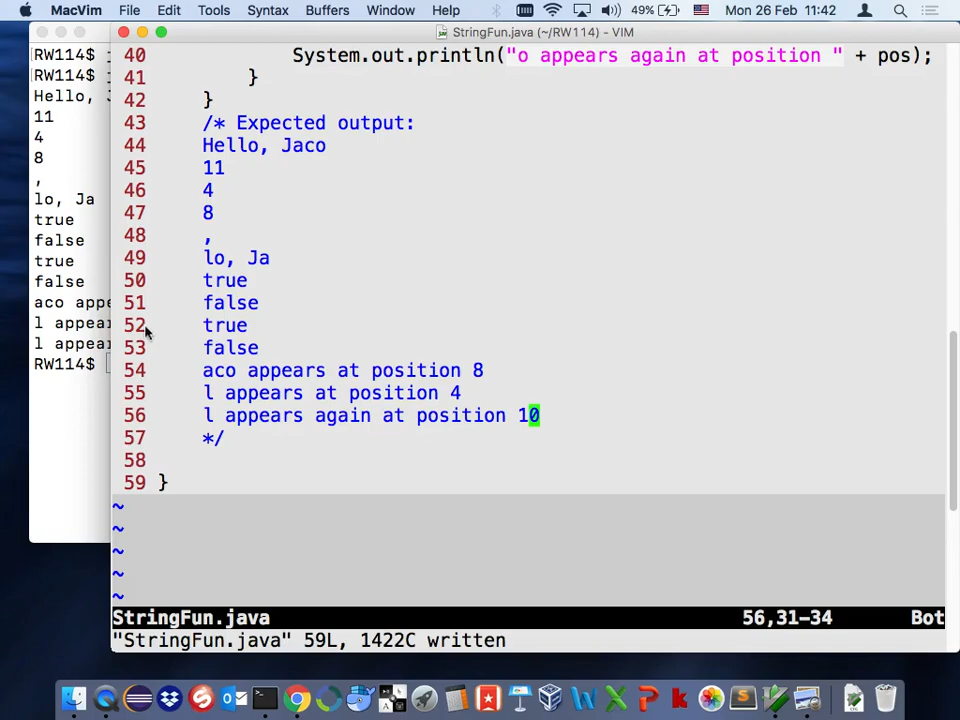 MacVim File Edit Tools Syntax Buffers Window Help 49% Mon 26 Feb 11:42
StringFun.java (~/RW114) - VIM
RW114$
RW114$
Hello,
11
4
8
,
lo, Ja
true
false
true
false
aco appe
l appear
l appear
RW114$
40 System.out.println("o appears again at position " + pos);
41 }
42 }
43 /* Expected output:
44 Hello, Jaco
45 11
46 4
47 8
48 ,
49 lo, Ja
50 true
51 false
52 true
53 false
54 aco appears at position 8
55 l appears at position 4
56 l appears again at position 10
57 */
58
59 }
~
~
~
~
~
StringFun.java 56,31-34 Bot
"StringFun.java" 59L, 1422C written